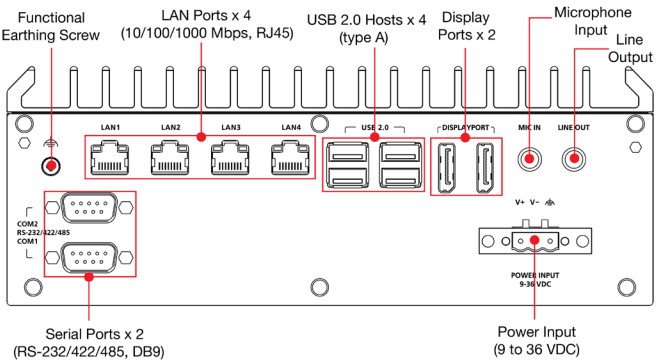 Functional
Earthing Screw
LAN Ports x 4
(10/100/1000 Mbps, RJ45)
USB 2.0 Hosts x 4
(type A)
Display
Ports x 2
Microphone
Input
Line
Output
LAN1
LAN2
LAN3
LAN4
USB 2.0
DISPLAYPORT
MIC IN
LINE OUT
COM2
RS-232/422/485
COM1
V+ V-
POWER INPUT
9-36 VDC
Serial Ports x 2
(RS-232/422/485, DB9)
Power Input
(9 to 36 VDC)